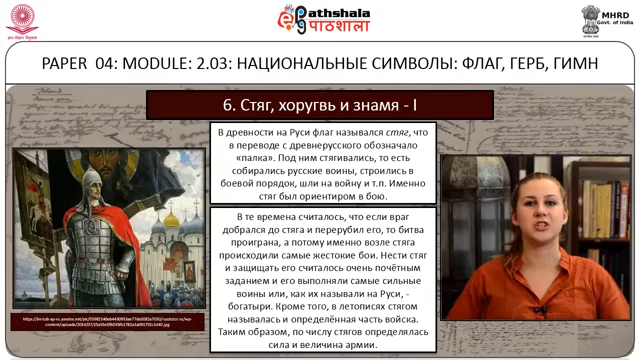 ePathshala
पाठशाला
MHRD
Govt. of India
PAPER 04: MODULE: 2.03: НАЦИОНАЛЬНЫЕ СИМВОЛЫ: ФЛАГ, ГЕРБ, ГИМН
6. Стяг, хоругвь и знамя - I
В древности на Руси флаг назывался стяг, что
в переводе с древнерусского обозначало
«палка». Под ним стягивались, то есть
собирались русские воины, строились в
боевой порядок, шли на войну и т.п. Именно
стяг был ориентиром в бою.
В те времена считалось, что если враг
добрался до стяга и перерубил его, то битва
проиграна, а потому именно возле стяга
происходили самые жестокие бои. Нести стяг
и защищать его считалось очень почётным
заданием и его выполняли самые сильные
воины или, как их называли на Руси, -
богатыри. Кроме того, в летописях стягом
называлась и определённая часть войска.
Таким образом, по числу стягов определялась
сила и величина армии.